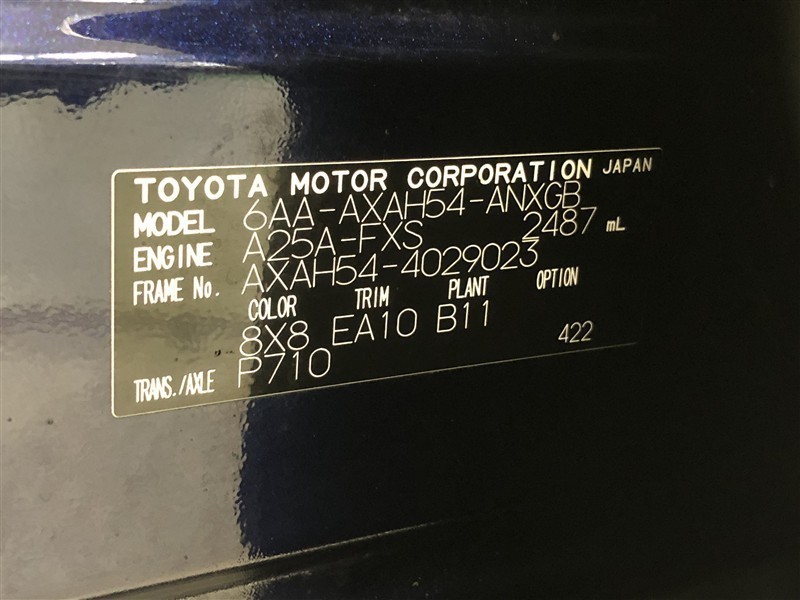 TOYOTA MOTOR CORPORATION JAPAN
MODEL 6AA-AXAH54-ANXGB
ENGINE A25A-FXS 2487 mL
FRAME No. AXAH54-4029023
COLOR TRIM PLANT OPTION
8X8 EA10 B11
422
TRANS./AXLE P710